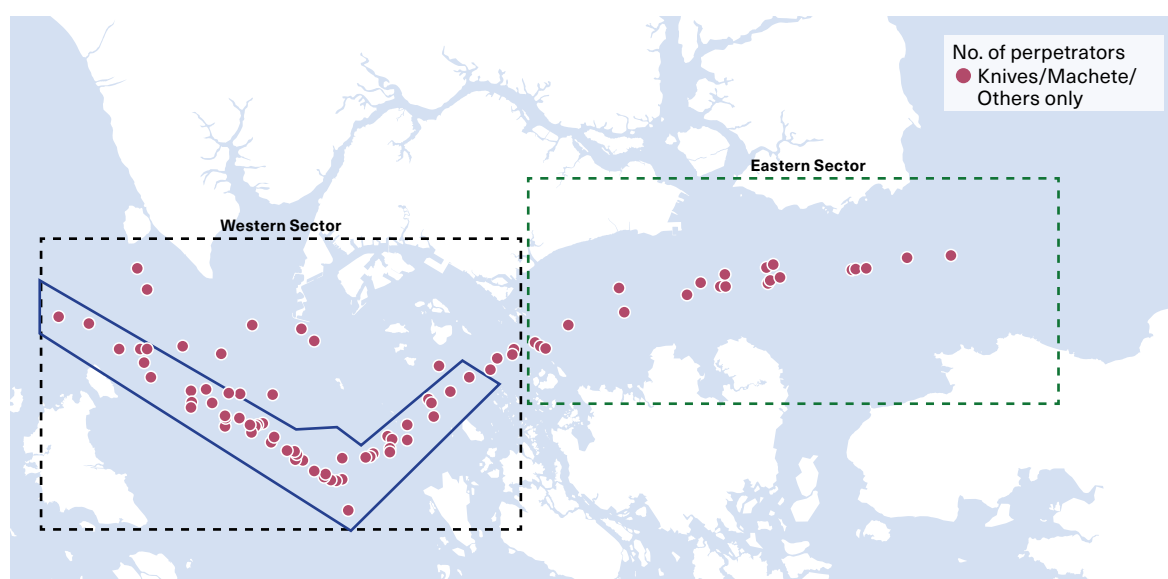 No. of perpetrators
Knives/Machete/
Others only
Eastern Sector
Western Sector